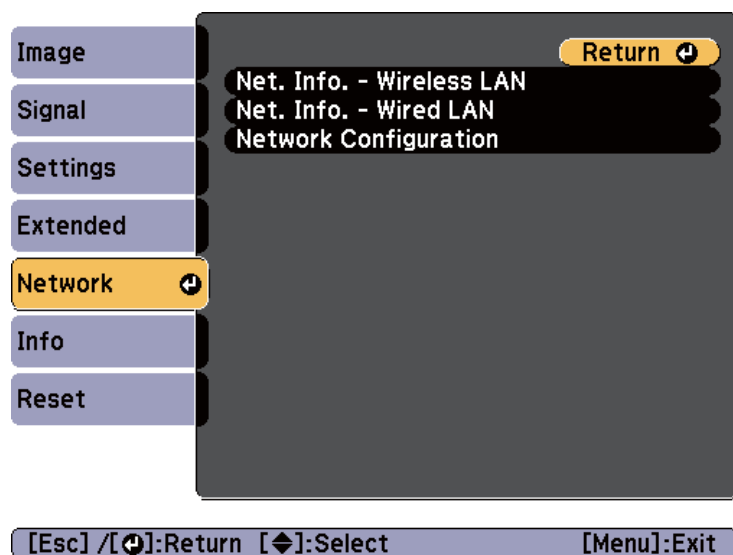 Image
Signal
Settings
Extended
Network
Info
Reset
Return
Net. Info. - Wireless LAN
Net. Info. - Wired LAN
Network Configuration
[Esc] /[⏎]:Return [◆]:Select [Menu]:Exit